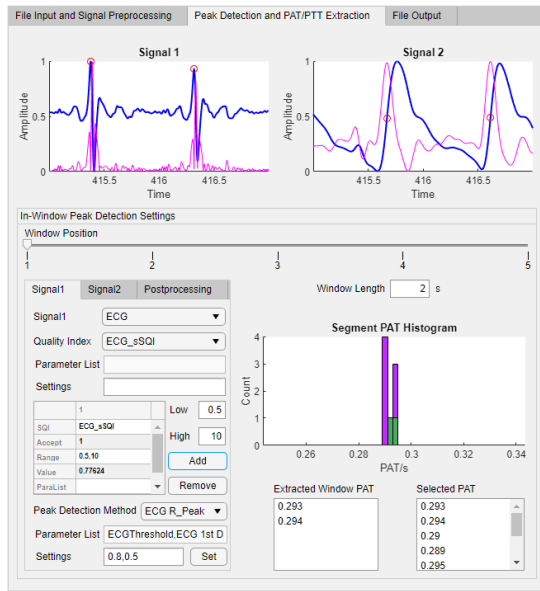 File Input and Signal Preprocessing Peak Detection and PAT/PTT Extraction File Output
Signal 1 Signal 2
1 1
Amplitude Amplitude
0.5 0.5
0 0
415.5 416 416.5 415.5 416 416.5
Time Time
In-Window Peak Detection Settings
Window Position
1 2 3 4 5
Signal1 Signal2 Postprocessing Window Length 2 s
Signal1 ECG
Quality Index ECG_sSQI
Parameter List
Settings
1
SQI ECG_sSQI
Accept 1
Range 0.5,10
Value 0.77624
ParaList
Low 0.5
High 10
Add
Remove
Peak Detection Method ECG R_Peak
Parameter List ECGThreshold,ECG 1st D
Settings 0.8,0.5 Set
Segment PAT Histogram
4
3
2
1
0
Count
0.26 0.28 0.3 0.32 0.34
PAT/s
Extracted Window PAT
0.293
0.294
Selected PAT
0.293
0.294
0.29
0.289
0.295